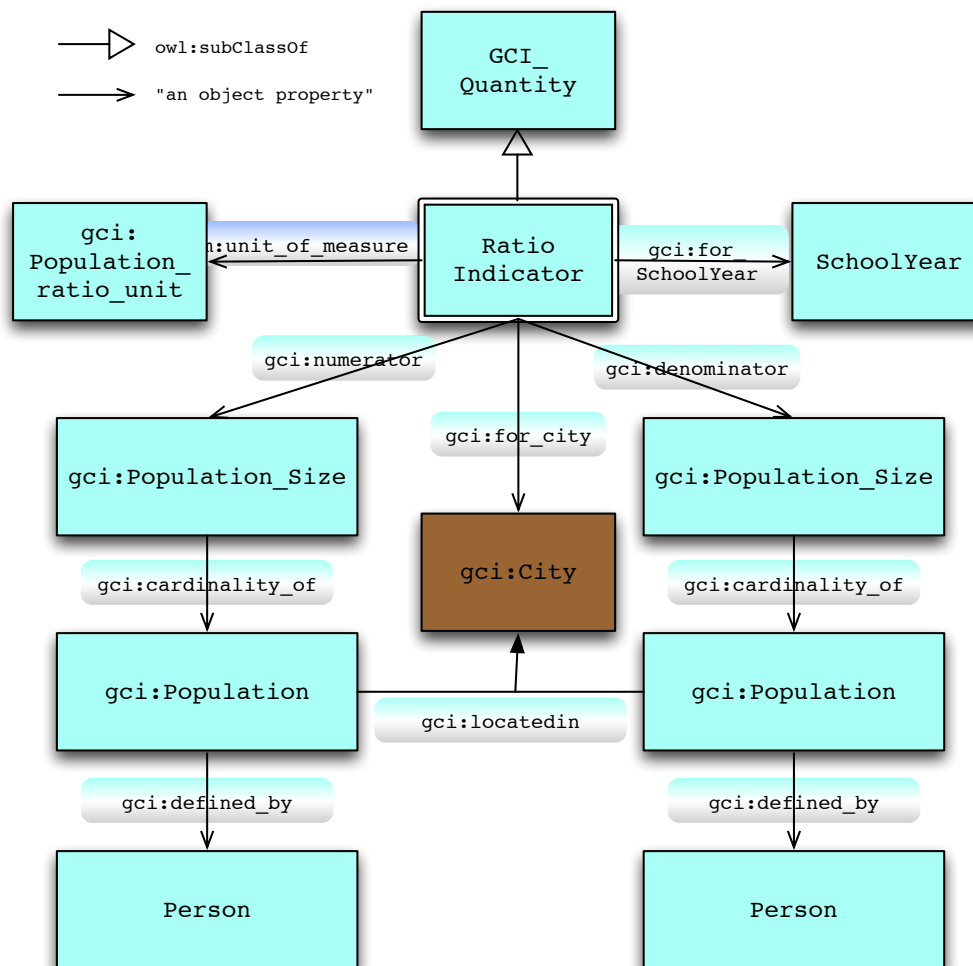 owl:subClassOf
"an object property"
GCI_
Quantity
gci:
Population_
ratio_unit
:unit_of_measure
Ratio
Indicator
gci:for_
SchoolYear
SchoolYear
gci:numerator
gci:for_city
gci:denominator
gci:Population_Size
gci:Population_Size
gci:City
gci:cardinality_of
gci:cardinality_of
gci:Population
gci:Population
gci:locatedin
gci:defined_by
gci:defined_by
Person
Person